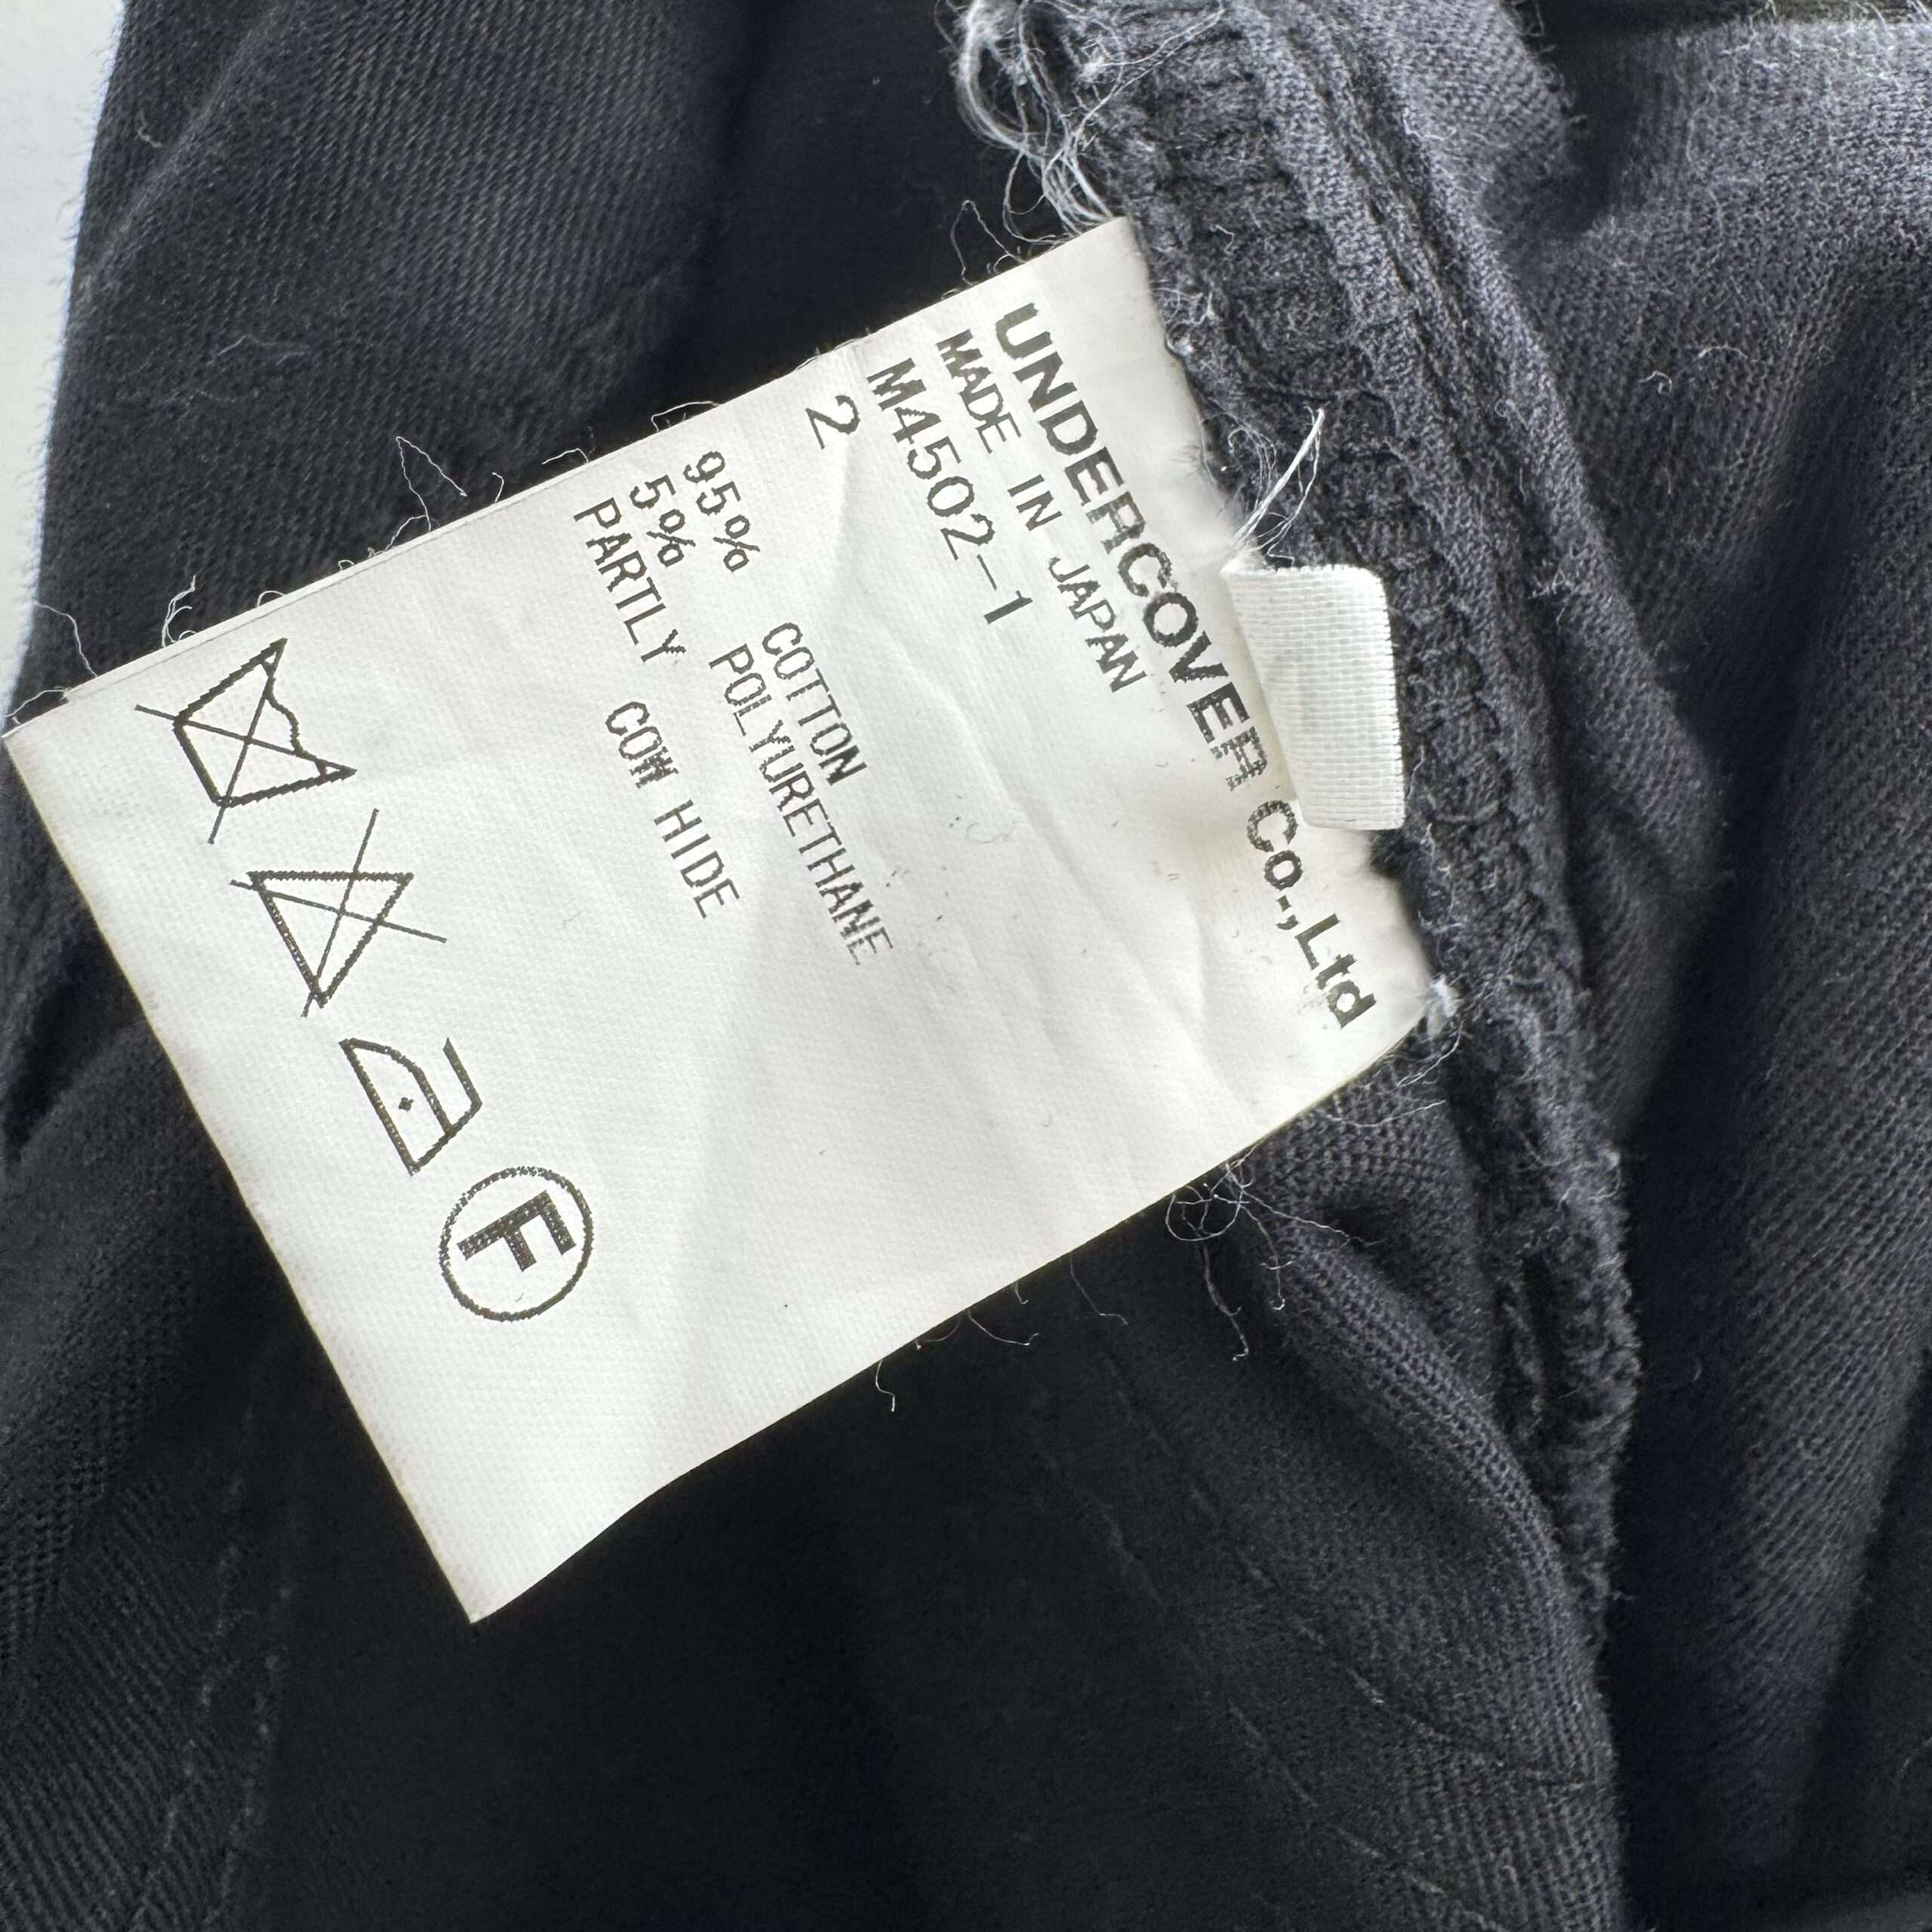 UNDERCOVER Co.,Ltd
MADE IN JAPAN
M4502-1
2
95% COTTON
5% POLYURETHANE
PARTLY COW HIDE
F